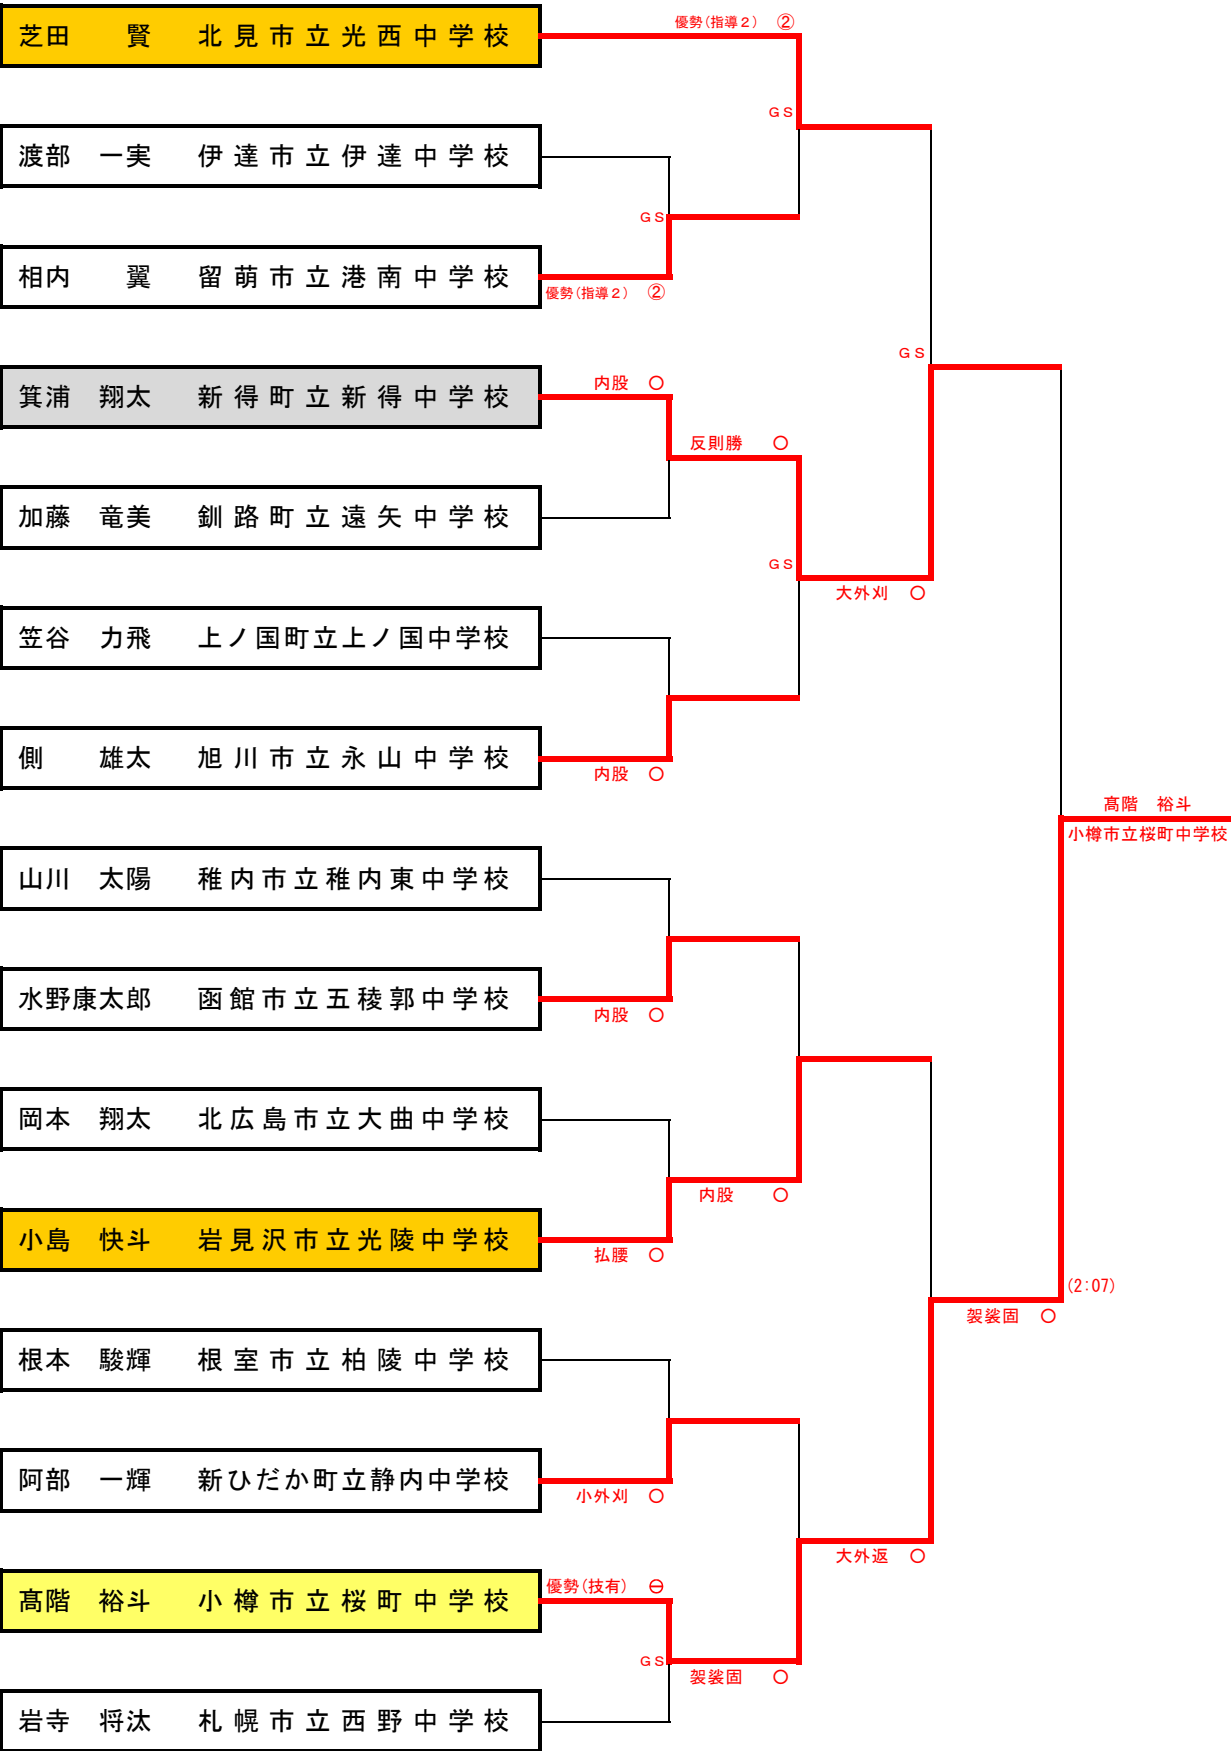 芝田　賢　北見市立光西中学校
優勢(指導２)　②
ＧＳ
渡部　一実　伊達市立伊達中学校
ＧＳ
相内　翼　留萌市立港南中学校
優勢(指導２)　②
ＧＳ
箕浦　翔太　新得町立新得中学校
内股　○
反則勝　○
加藤　竜美　釧路町立遠矢中学校
ＧＳ
大外刈　○
笠谷　力飛　上ノ国町立上ノ国中学校
側　雄太　旭川市立永山中学校
内股　○
髙階　裕斗
小樽市立桜町中学校
山川　太陽　稚内市立稚内東中学校
水野康太郎　函館市立五稜郭中学校
内股　○
岡本　翔太　北広島市立大曲中学校
内股　○
小島　快斗　岩見沢市立光陵中学校
払腰　○
(2:07)
袈裟固　○
根本　駿輝　根室市立柏陵中学校
阿部　一輝　新ひだか町立静内中学校
小外刈　○
大外返　○
髙階　裕斗　小樽市立桜町中学校
優勢(技有)　⊖
ＧＳ
袈裟固　○
岩寺　将汰　札幌市立西野中学校